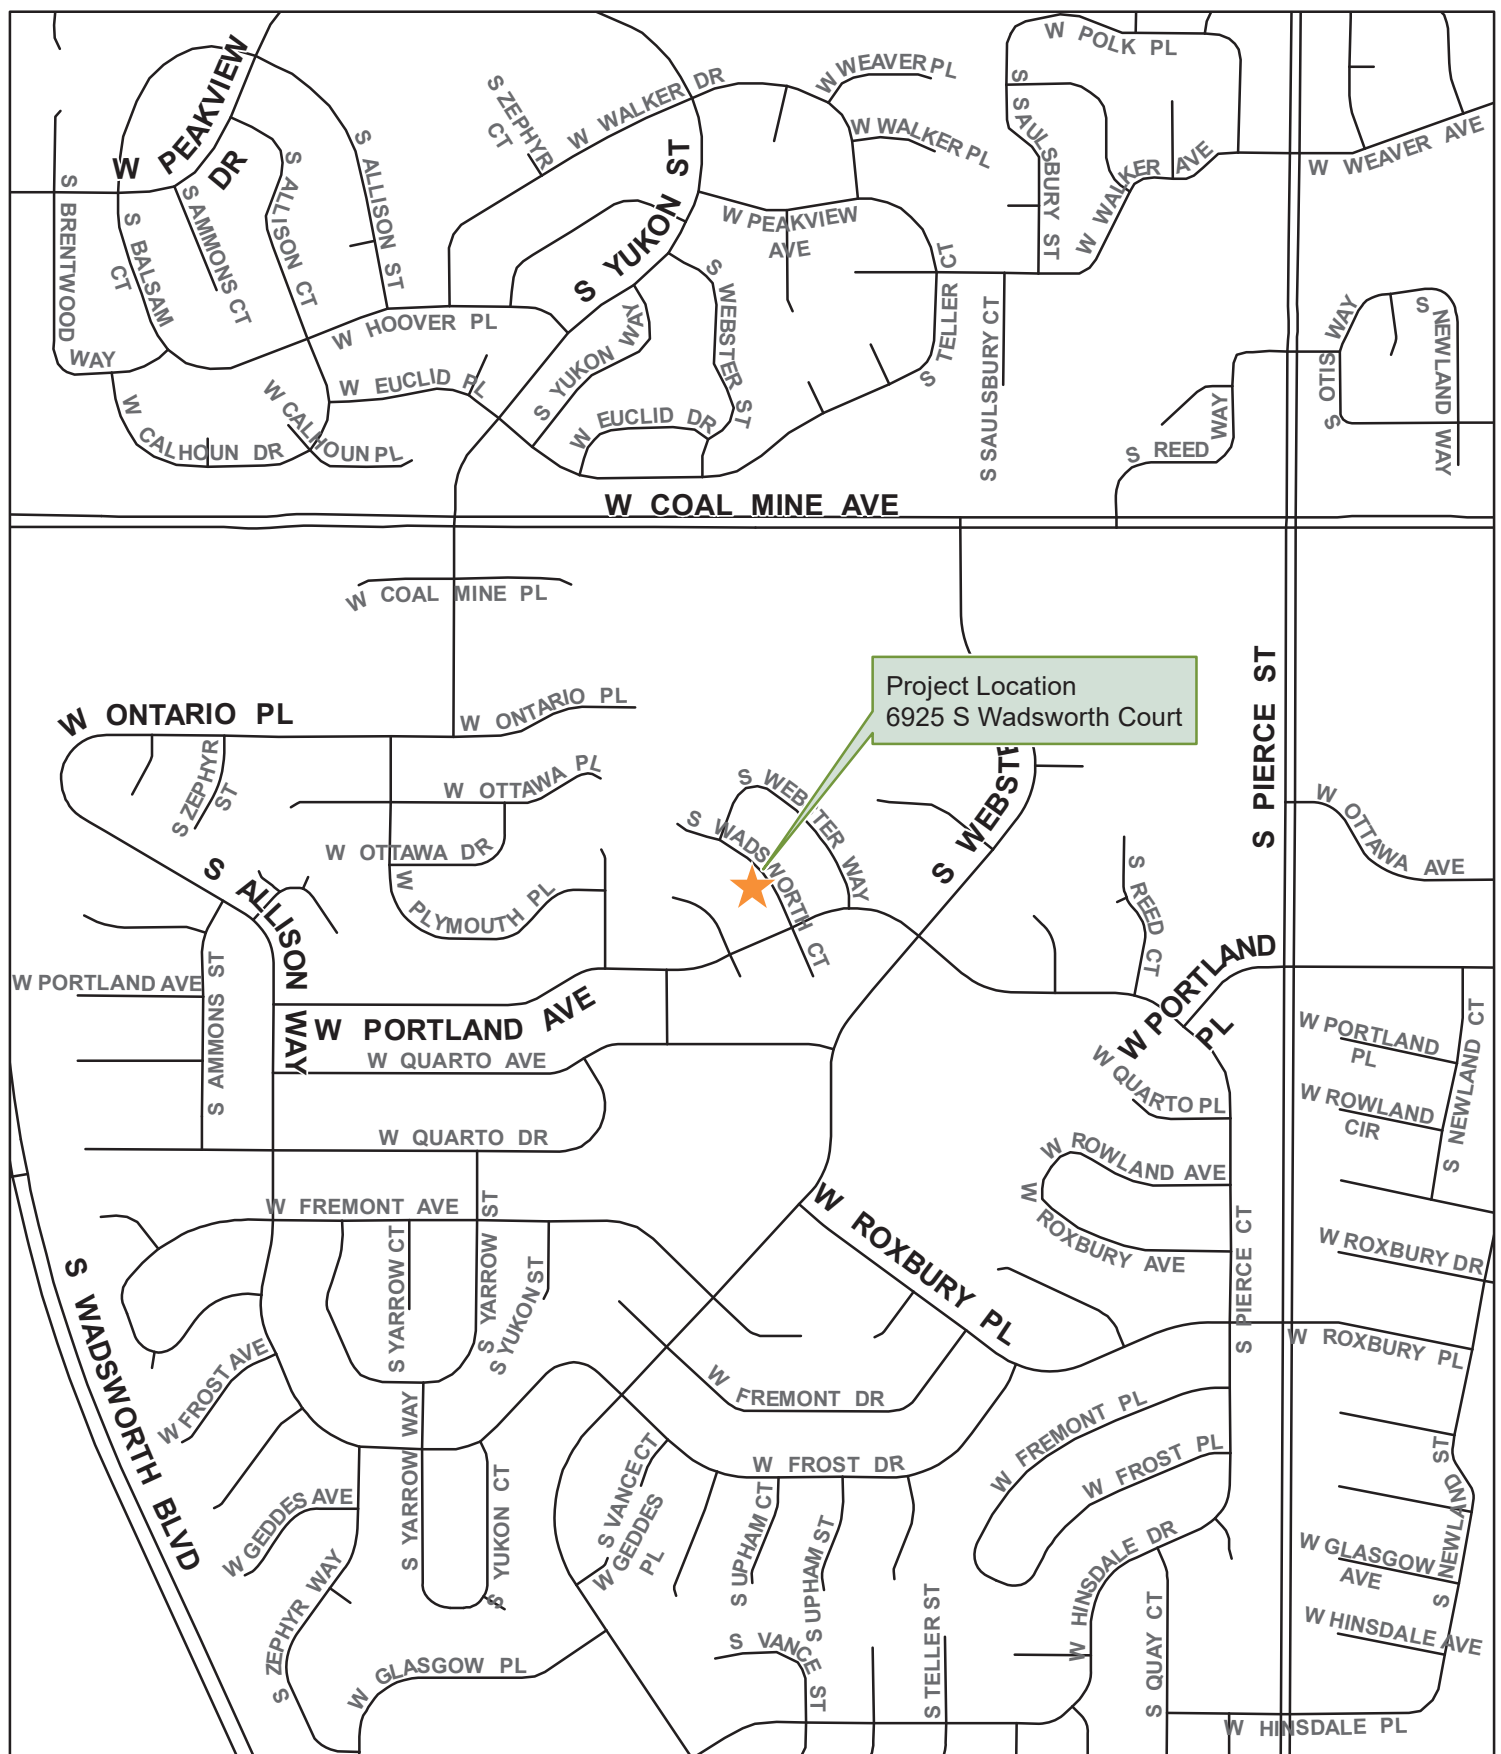 W POLK PL
W PEAKVIEW DR
S ZEPHYR CT
W WALKER DR
W WEAVER PL
W WALKER PL
S SAULSBURY ST
W WALKER AVE
W WEAVER AVE
S BRENTWOOD WAY
S BALSAM CT
S AMMONS CT
S ALLISON CT
S ALLISON ST
S YUKON ST
W PEAKVIEW AVE
S WEBSTER ST
S TELLER CT
S SAULSBURY CT
W HOOVER PL
S YUKON WAY
W EUCLID PL
W EUCLID DR
W CALHOUN DR
W CALHOUN PL
S REED WAY
S OTIS WAY
S NEWLAND WAY
W COAL MINE AVE
W COAL MINE PL
Project Location
6925 S Wadsworth Court
S PIERCE ST
W ONTARIO PL
W ONTARIO PL
S ZEPHYR ST
W OTTAWA PL
W OTTAWA DR
W PLYMOUTH PL
S WEBSTER WAY
S WADSWORTH CT
S WEBSTE
W OTTAWA AVE
S REED CT
S ALLISON WAY
W PORTLAND AVE
S AMMONS ST
W PORTLAND AVE
W PORTLAND PL
W QUARTO AVE
W QUARTO PL
W PORTLAND PL
W ROWLAND CIR
S NEWLAND CT
W QUARTO DR
W ROWLAND AVE
W ROXBURY AVE
W FREMONT AVE
S YARROW CT
S YARROW ST
S YUKON ST
W ROXBURY PL
S PIERCE CT
W ROXBURY DR
W ROXBURY PL
S WADSWORTH BLVD
W FROST AVE
W FREMONT DR
W FREMONT PL
W FROST PL
W FROST DR
S YARROW WAY
S YUKON CT
S VANCE CT
W GEDDES PL
W GEDDES AVE
S UPHAM CT
S UPHAM ST
W HINSDALE DR
S NEWLAND ST
W GLASGOW AVE
W HINSDALE AVE
S ZEPHYR WAY
W GLASGOW PL
S VANCE ST
S TELLER ST
S QUAY CT
W HINSDALE PL